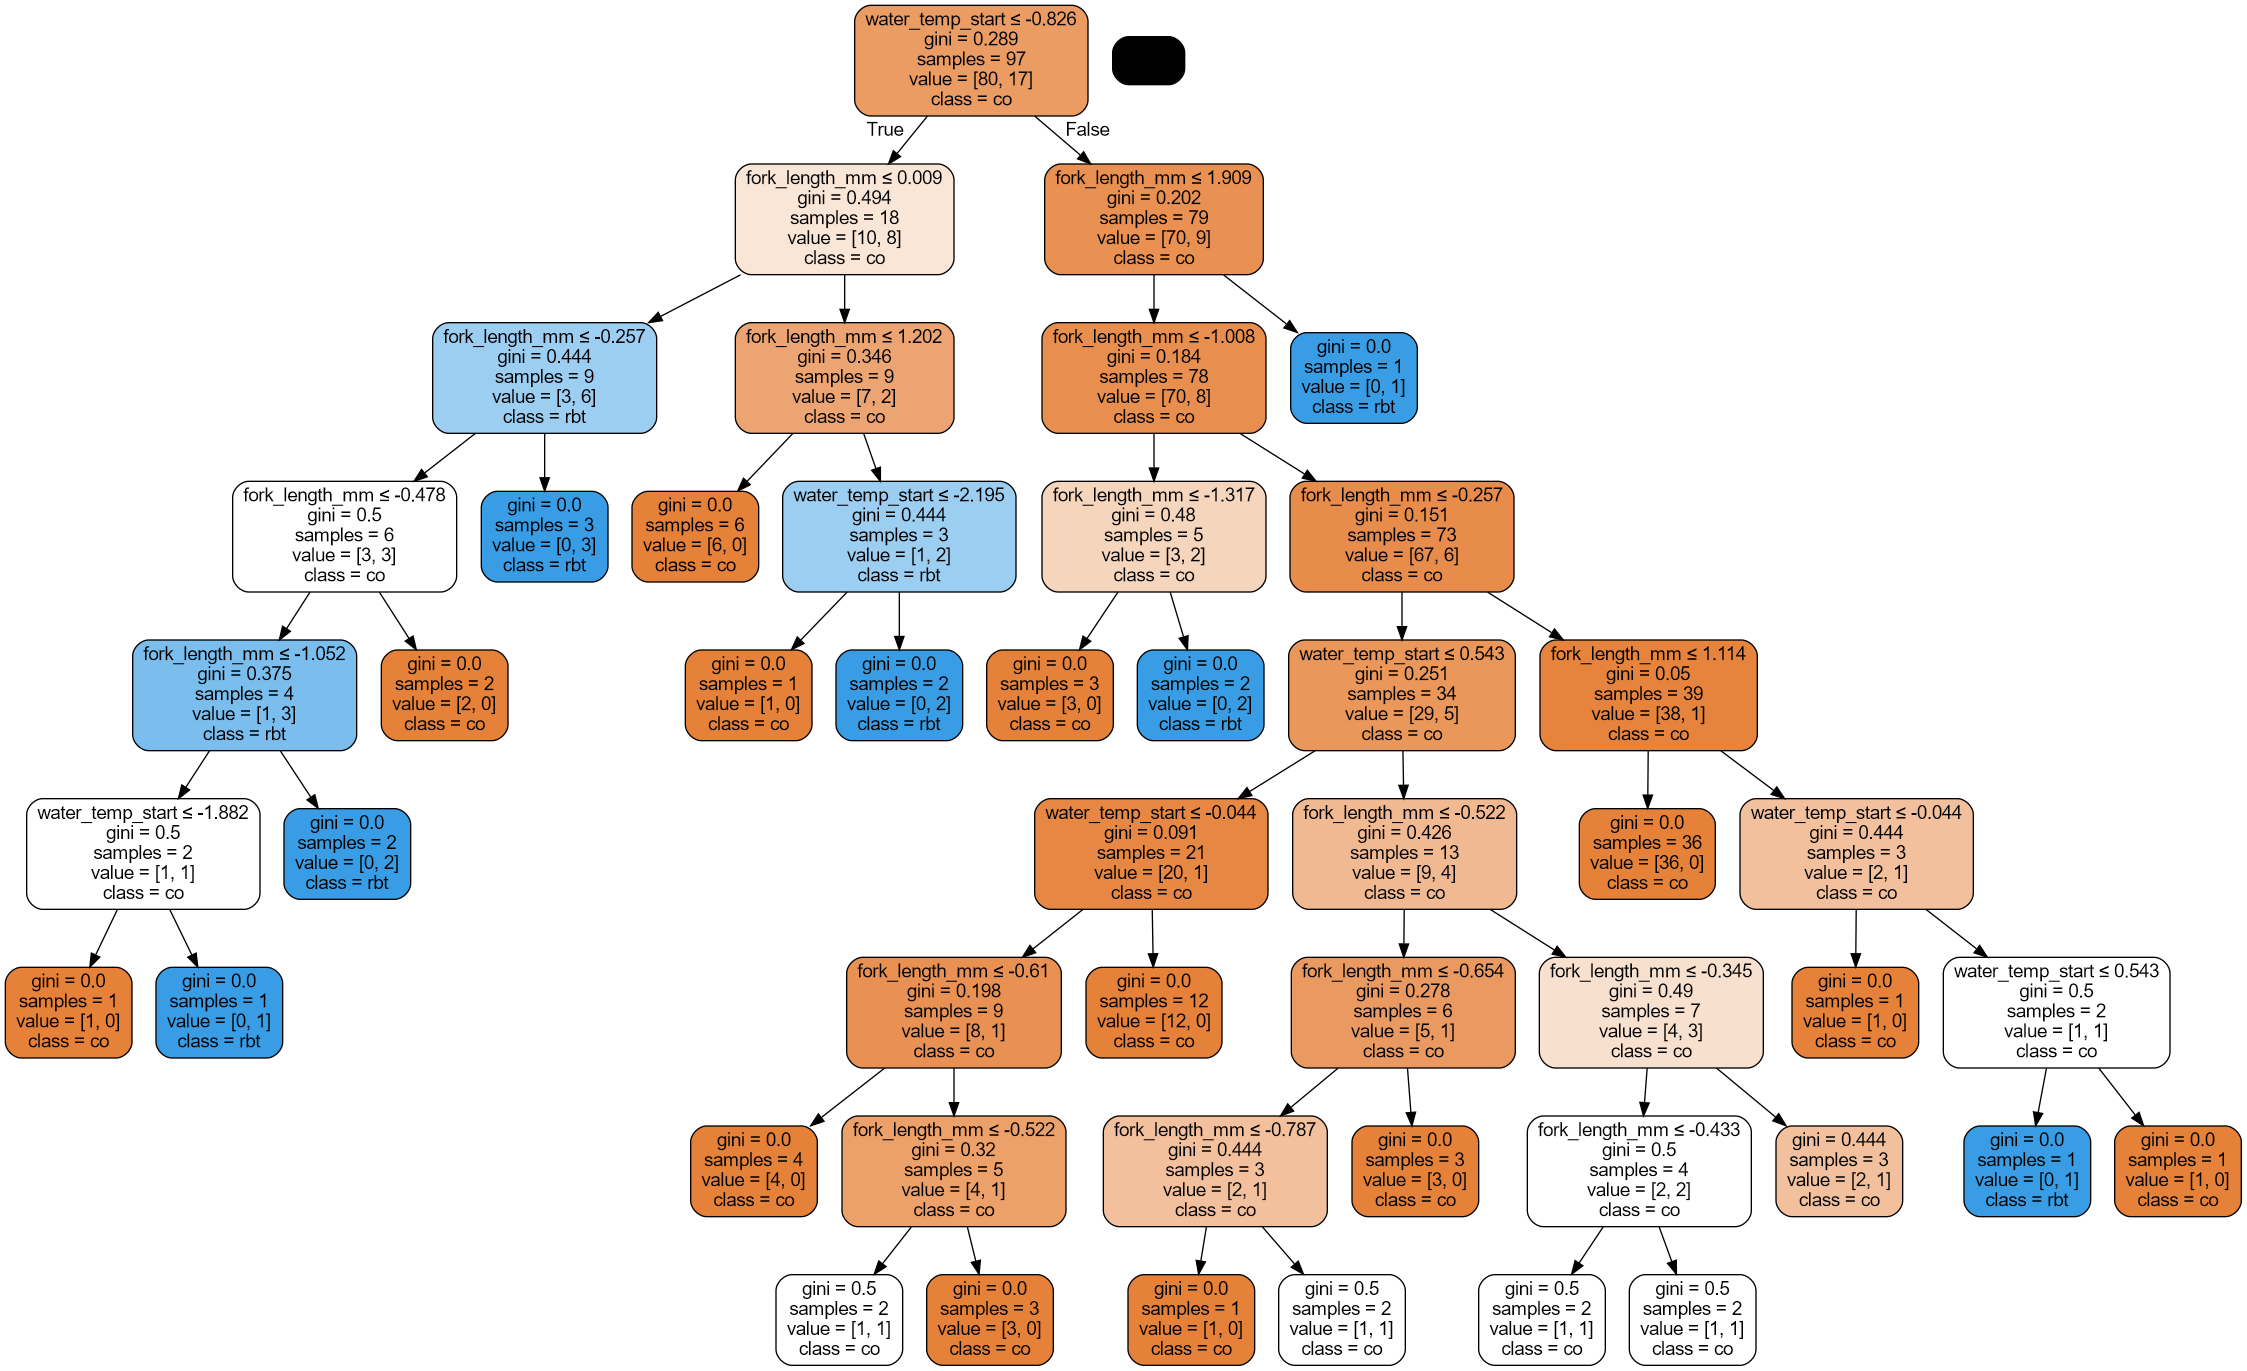 water_temp_start ≤ -0.826
gini = 0.289
samples = 97
value = [80, 17]
class = co
True
False
fork_length_mm ≤ 0.009
gini = 0.494
samples = 18
value = [10, 8]
class = co
fork_length_mm ≤ 1.909
gini = 0.202
samples = 79
value = [70, 9]
class = co
fork_length_mm ≤ -0.257
gini = 0.444
samples = 9
value = [3, 6]
class = rbt
fork_length_mm ≤ 1.202
gini = 0.346
samples = 9
value = [7, 2]
class = co
fork_length_mm ≤ -1.008
gini = 0.184
samples = 78
value = [70, 8]
class = co
gini = 0.0
samples = 1
value = [0, 1]
class = rbt
fork_length_mm ≤ -0.478
gini = 0.5
samples = 6
value = [3, 3]
class = co
gini = 0.0
samples = 3
value = [0, 3]
class = rbt
gini = 0.0
samples = 6
value = [6, 0]
class = co
water_temp_start ≤ -2.195
gini = 0.444
samples = 3
value = [1, 2]
class = rbt
fork_length_mm ≤ -1.317
gini = 0.48
samples = 5
value = [3, 2]
class = co
fork_length_mm ≤ -0.257
gini = 0.151
samples = 73
value = [67, 6]
class = co
fork_length_mm ≤ -1.052
gini = 0.375
samples = 4
value = [1, 3]
class = rbt
gini = 0.0
samples = 2
value = [2, 0]
class = co
gini = 0.0
samples = 1
value = [1, 0]
class = co
gini = 0.0
samples = 2
value = [0, 2]
class = rbt
gini = 0.0
samples = 3
value = [3, 0]
class = co
gini = 0.0
samples = 2
value = [0, 2]
class = rbt
water_temp_start ≤ 0.543
gini = 0.251
samples = 34
value = [29, 5]
class = co
fork_length_mm ≤ 1.114
gini = 0.05
samples = 39
value = [38, 1]
class = co
water_temp_start ≤ -1.882
gini = 0.5
samples = 2
value = [1, 1]
class = co
gini = 0.0
samples = 2
value = [0, 2]
class = rbt
water_temp_start ≤ -0.044
gini = 0.091
samples = 21
value = [20, 1]
class = co
fork_length_mm ≤ -0.522
gini = 0.426
samples = 13
value = [9, 4]
class = co
gini = 0.0
samples = 36
value = [36, 0]
class = co
water_temp_start ≤ -0.044
gini = 0.444
samples = 3
value = [2, 1]
class = co
gini = 0.0
samples = 1
value = [1, 0]
class = co
gini = 0.0
samples = 1
value = [0, 1]
class = rbt
fork_length_mm ≤ -0.61
gini = 0.198
samples = 9
value = [8, 1]
class = co
gini = 0.0
samples = 12
value = [12, 0]
class = co
fork_length_mm ≤ -0.654
gini = 0.278
samples = 6
value = [5, 1]
class = co
fork_length_mm ≤ -0.345
gini = 0.49
samples = 7
value = [4, 3]
class = co
gini = 0.0
samples = 1
value = [1, 0]
class = co
water_temp_start ≤ 0.543
gini = 0.5
samples = 2
value = [1, 1]
class = co
gini = 0.0
samples = 4
value = [4, 0]
class = co
fork_length_mm ≤ -0.522
gini = 0.32
samples = 5
value = [4, 1]
class = co
fork_length_mm ≤ -0.787
gini = 0.444
samples = 3
value = [2, 1]
class = co
gini = 0.0
samples = 3
value = [3, 0]
class = co
fork_length_mm ≤ -0.433
gini = 0.5
samples = 4
value = [2, 2]
class = co
gini = 0.444
samples = 3
value = [2, 1]
class = co
gini = 0.0
samples = 1
value = [0, 1]
class = rbt
gini = 0.0
samples = 1
value = [1, 0]
class = co
gini = 0.5
samples = 2
value = [1, 1]
class = co
gini = 0.0
samples = 3
value = [3, 0]
class = co
gini = 0.0
samples = 1
value = [1, 0]
class = co
gini = 0.5
samples = 2
value = [1, 1]
class = co
gini = 0.5
samples = 2
value = [1, 1]
class = co
gini = 0.5
samples = 2
value = [1, 1]
class = co